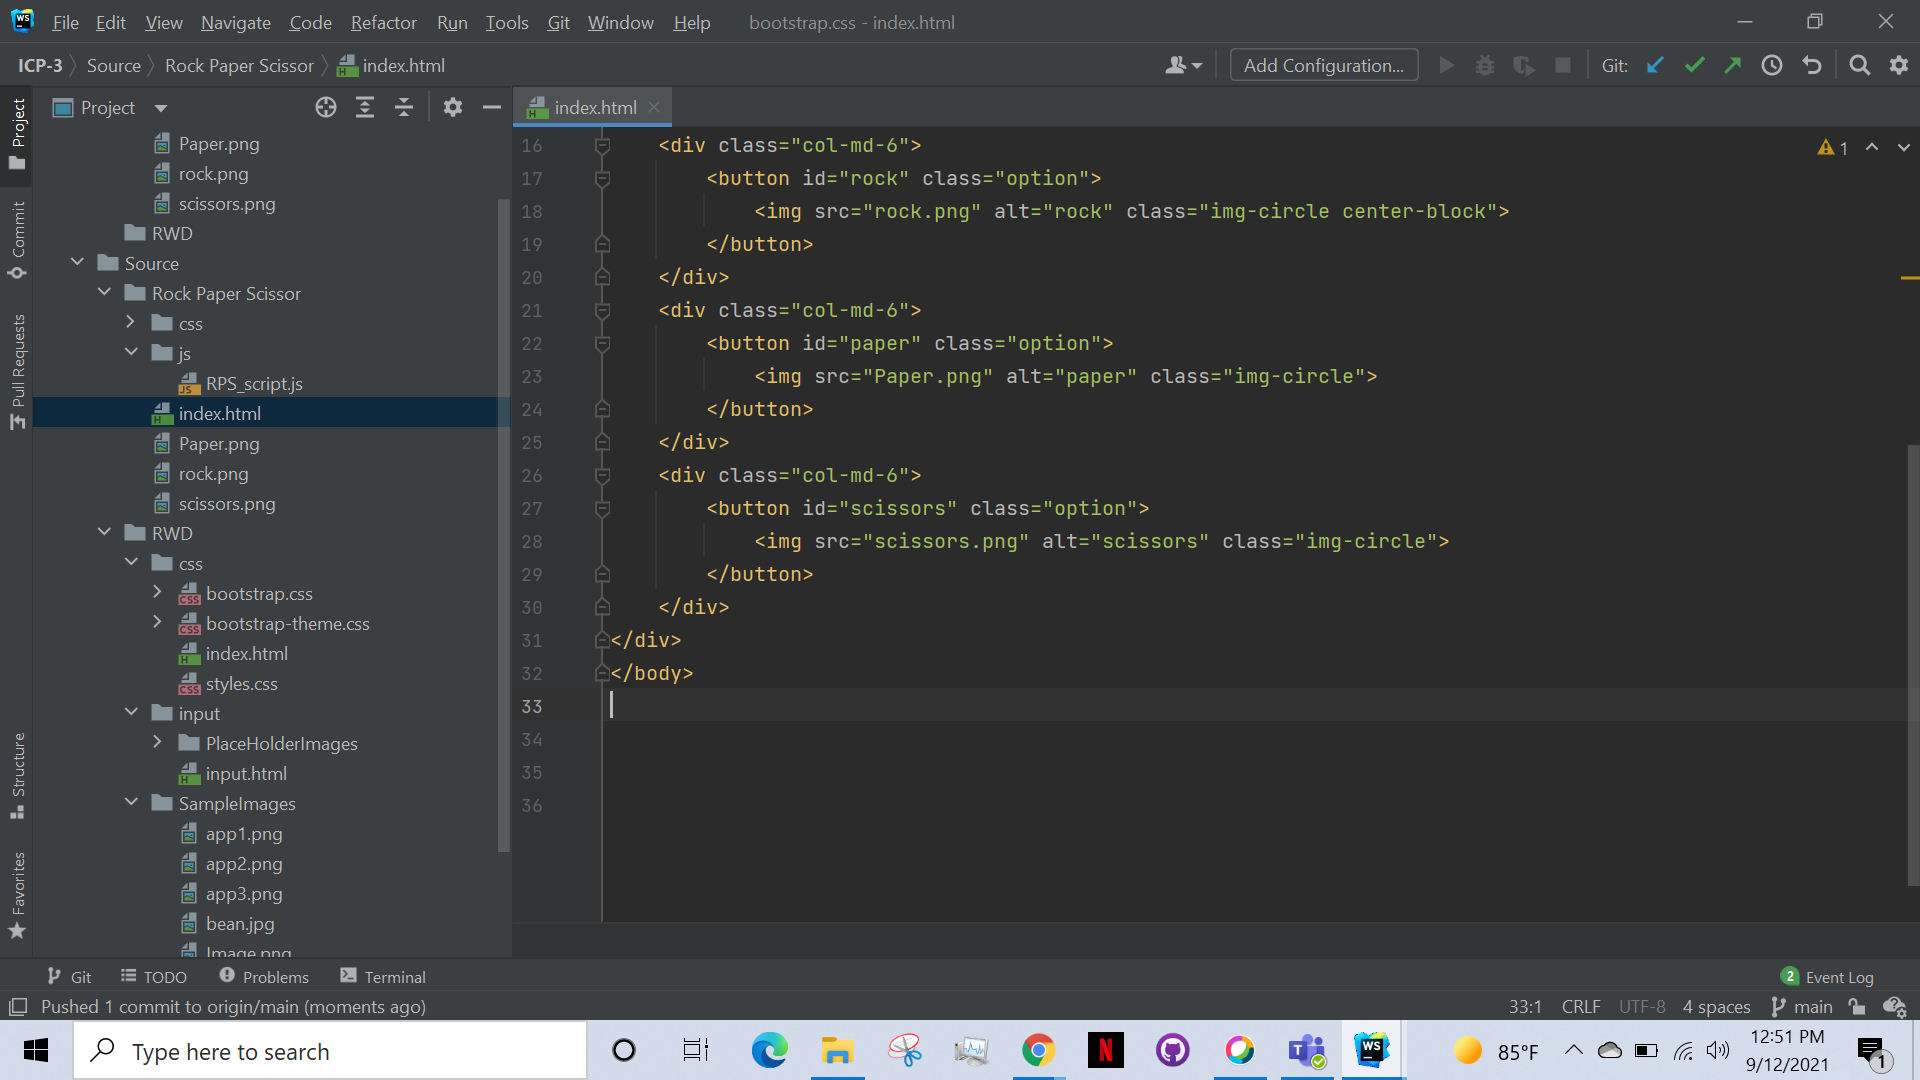 WS File Edit View Navigate Code Refactor Run Tools Git Window Help bootstrap.css - index.html
ICP-3 Source Rock Paper Scissor index.html Add Configuration... Git:
Project
index.html
Project
Commit
Pull Requests
Structure
Favorites
Paper.png
rock.png
scissors.png
RWD
Source
Rock Paper Scissor
css
js
RPS_script.js
index.html
Paper.png
rock.png
scissors.png
RWD
css
bootstrap.css
bootstrap-theme.css
index.html
styles.css
input
PlaceHolderImages
input.html
SampleImages
app1.png
app2.png
app3.png
bean.jpg
Image.png
1
16 <div class="col-md-6">
17 <button id="rock" class="option">
18 <img src="rock.png" alt="rock" class="img-circle center-block">
19 </button>
20 </div>
21 <div class="col-md-6">
22 <button id="paper" class="option">
23 <img src="Paper.png" alt="paper" class="img-circle">
24 </button>
25 </div>
26 <div class="col-md-6">
27 <button id="scissors" class="option">
28 <img src="scissors.png" alt="scissors" class="img-circle">
29 </button>
30 </div>
31 </div>
32 </body>
33
34
35
36
Git TODO Problems Terminal 2 Event Log
Pushed 1 commit to origin/main (moments ago) 33:1 CRLF UTF-8 4 spaces main
Type here to search
N
WS
85°F
12:51 PM
9/12/2021
1